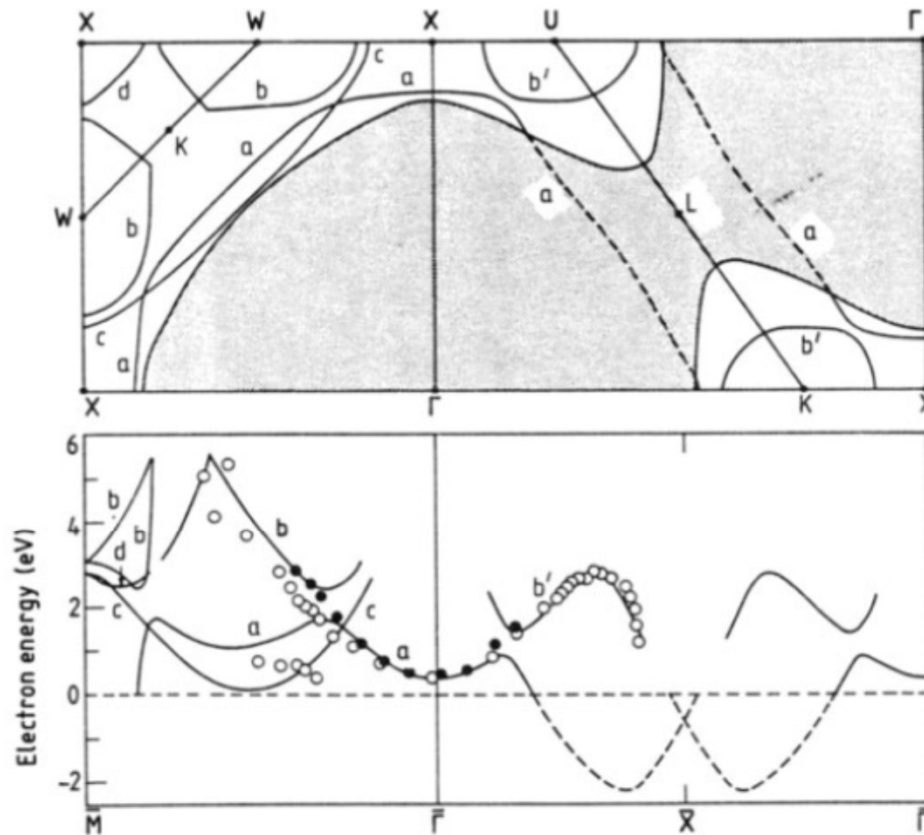 X W X U Γ
d b c a b'
K a
W a L
b a
c b'
a
X Γ K
6
b
b b 4
d b'
2
c a c
a
0
-2
Electron energy (eV)
M̄ Γ̄ X̄